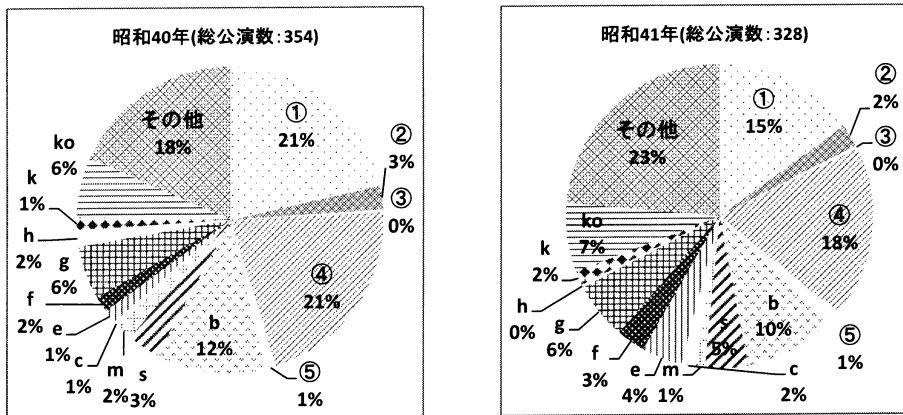 昭和40年(総公演数:354)
①
21%
②
3%
③
0%
④
21%
⑤
1%
b
12%
s
3%
m
2%
c
1%
e
1%
f
2%
g
6%
h
2%
k
1%
ko
6%
その他
18%
昭和41年(総公演数:328)
①
15%
②
2%
③
0%
④
18%
⑤
1%
b
10%
c
2%
s
5%
m
1%
e
4%
f
3%
g
6%
h
0%
k
2%
ko
7%
その他
23%